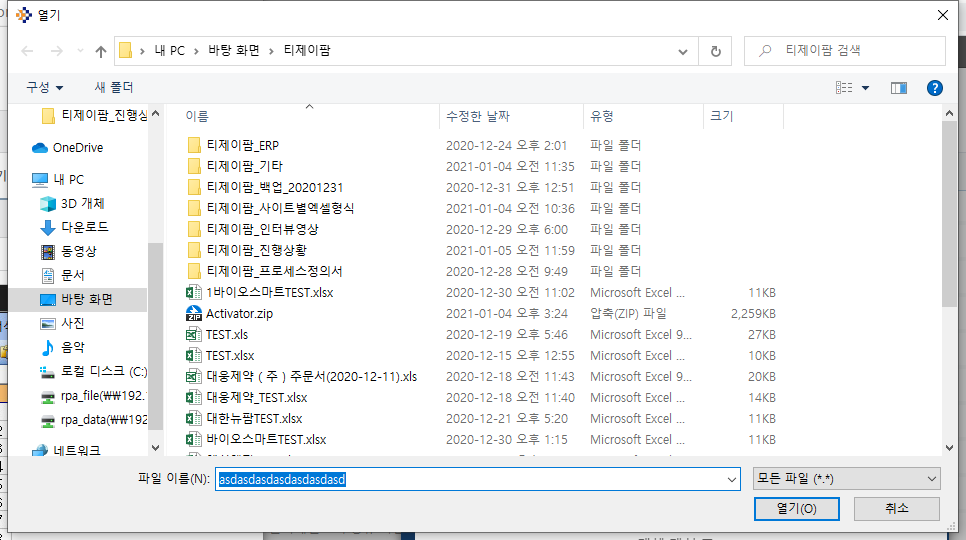 열기
내 PC > 바탕 화면 > 티제이팜
티제이팜 검색
구성 새 폴더
티제이팜_진행상
OneDrive
내 PC
3D 개체
다운로드
동영상
문서
바탕 화면
사진
음악
로컬 디스크 (C:)
rpa_file(₩₩192.1
rpa_data(₩₩192
네트워크
이름 수정한 날짜 유형 크기
티제이팜_ERP 2020-12-24 오후 2:01 파일 폴더
티제이팜_기타 2021-01-04 오전 11:35 파일 폴더
티제이팜_백업_20201231 2020-12-31 오후 12:51 파일 폴더
티제이팜_사이트별엑셀형식 2021-01-04 오전 10:36 파일 폴더
티제이팜_인터뷰영상 2020-12-29 오후 6:00 파일 폴더
티제이팜_진행상황 2021-01-05 오전 11:59 파일 폴더
티제이팜_프로세스정의서 2020-12-28 오전 9:49 파일 폴더
1바이오스마트TEST.xlsx 2020-12-30 오전 11:02 Microsoft Excel ... 11KB
Activator.zip 2021-01-04 오후 3:24 압축(ZIP) 파일 2,259KB
TEST.xls 2020-12-19 오후 5:46 Microsoft Excel 9... 27KB
TEST.xlsx 2020-12-15 오후 12:55 Microsoft Excel ... 10KB
대웅제약 ( 주 ) 주문서(2020-12-11).xls 2020-12-18 오전 11:43 Microsoft Excel 9... 20KB
대웅제약_TEST.xlsx 2020-12-18 오전 11:40 Microsoft Excel ... 14KB
대한뉴팜TEST.xlsx 2020-12-21 오후 5:20 Microsoft Excel ... 11KB
바이오스마트TEST.xlsx 2020-12-30 오후 1:15 Microsoft Excel ... 11KB
파일 이름(N): asdasdasdasdasdasdasd 모든 파일 (*.*)
열기(O) 취소